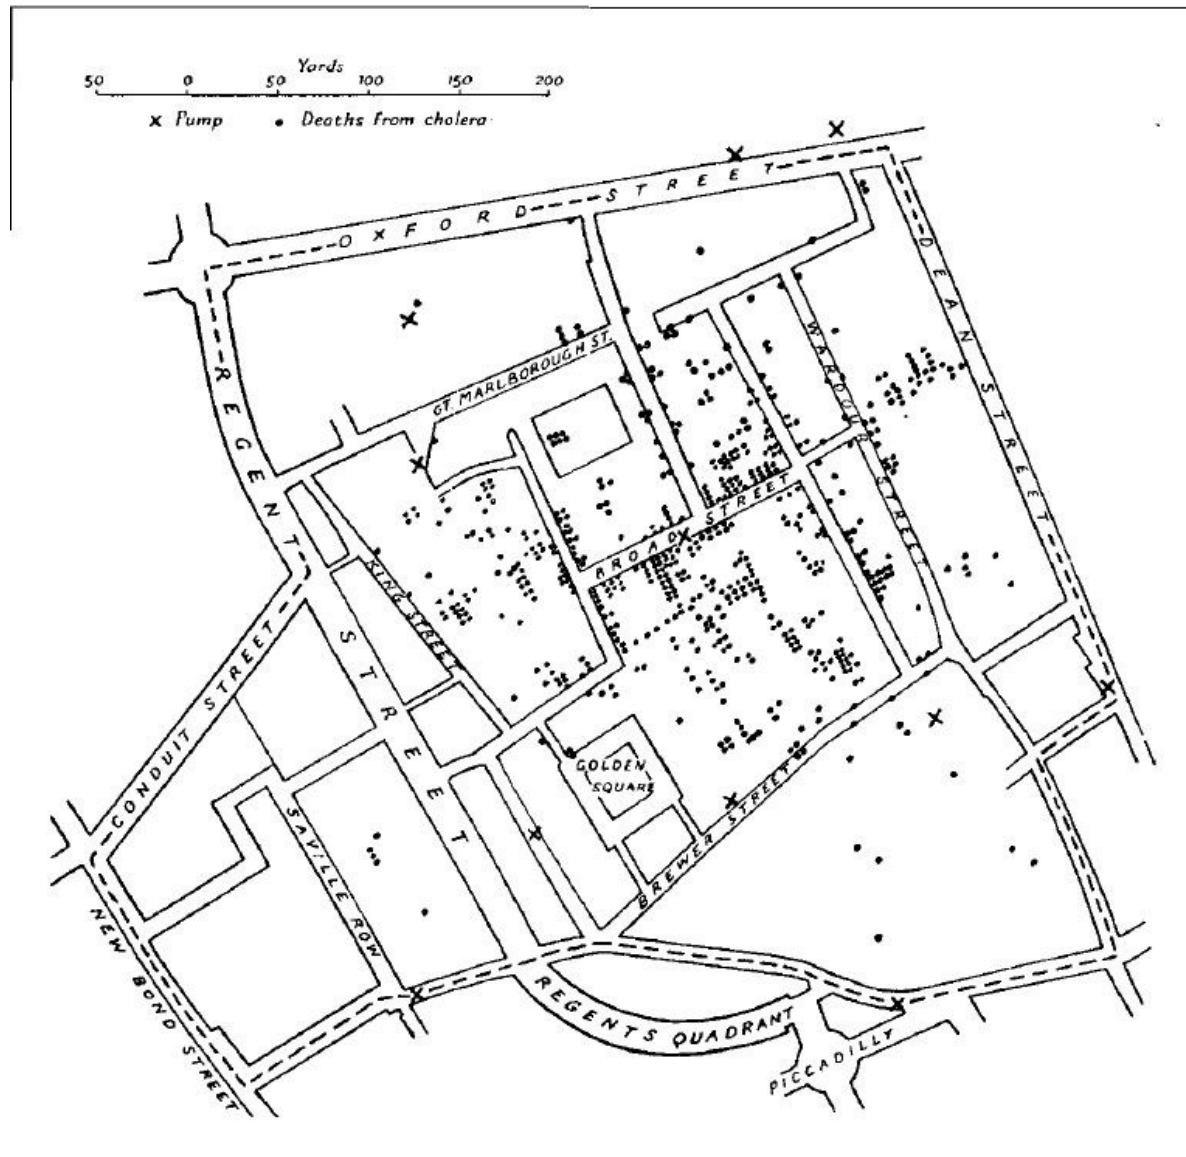 Yards
50 0 50 100 150 200
x Pump • Deaths from cholera
OXFORD STREET
DEAN STREET
REGENT STREET
GT. MARLBOROUGH ST.
WARDOUR STREET
BROAD STREET
KING STREET
CONDUIT STREET
GOLDEN
SQUARE
SAVILLE ROW
BREWER STREET
NEW BOND STREET
REGENTS QUADRANT
PICCADILLY